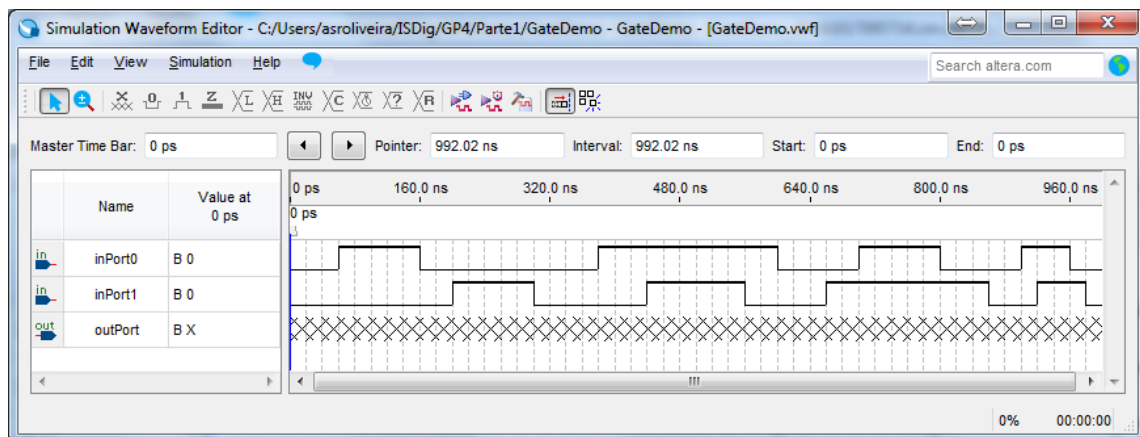 Simulation Waveform Editor - C:/Users/asroliveira/ISDig/GP4/Parte1/GateDemo - GateDemo - [GateDemo.vwf]
File Edit View Simulation Help Search altera.com
Master Time Bar: 0 ps Pointer: 992.02 ns Interval: 992.02 ns Start: 0 ps End: 0 ps
Name Value at 0 ps 0 ps 160.0 ns 320.0 ns 480.0 ns 640.0 ns 800.0 ns 960.0 ns
0 ps
in inPort0 B 0
in inPort1 B 0
out outPort B X
0% 00:00:00